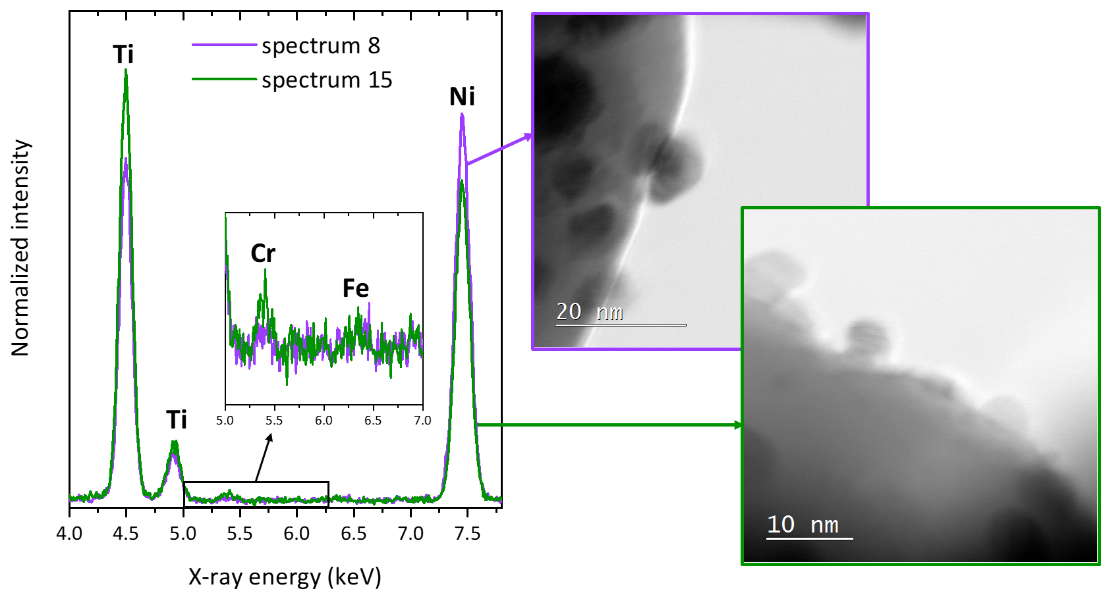 Normalized intensity
Ti
spectrum 8
spectrum 15
Ni
Ti
Cr
Fe
5.0 5.5 6.0 6.5 7.0
4.0 4.5 5.0 5.5 6.0 6.5 7.0 7.5
X-ray energy (keV)
20 nm
10 nm